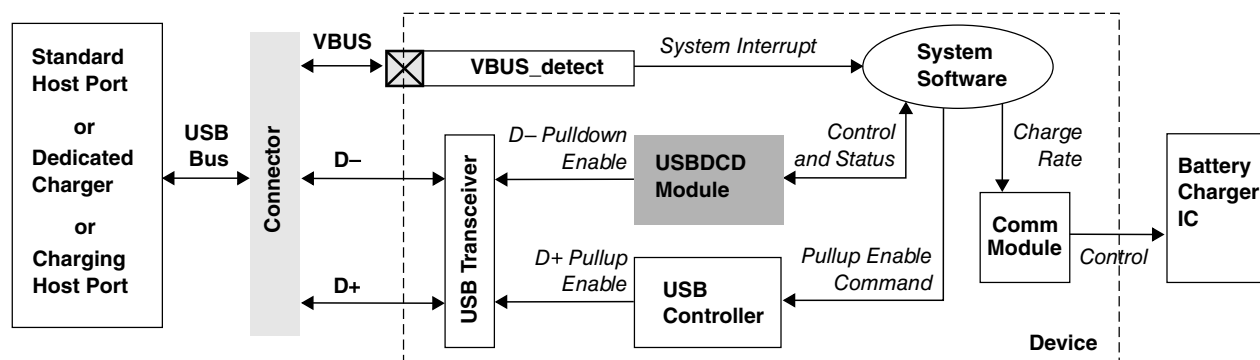 Standard
Host Port
or
Dedicated
Charger
or
Charging
Host Port
USB
Bus
Connector
VBUS
D–
D+
VBUS_detect
System Interrupt
System
Software
USB Transceiver
D– Pulldown
Enable
USBDCD
Module
Control
and Status
Charge
Rate
D+ Pullup
Enable
USB
Controller
Pullup Enable
Command
Comm
Module
Control
Battery
Charger
IC
Device